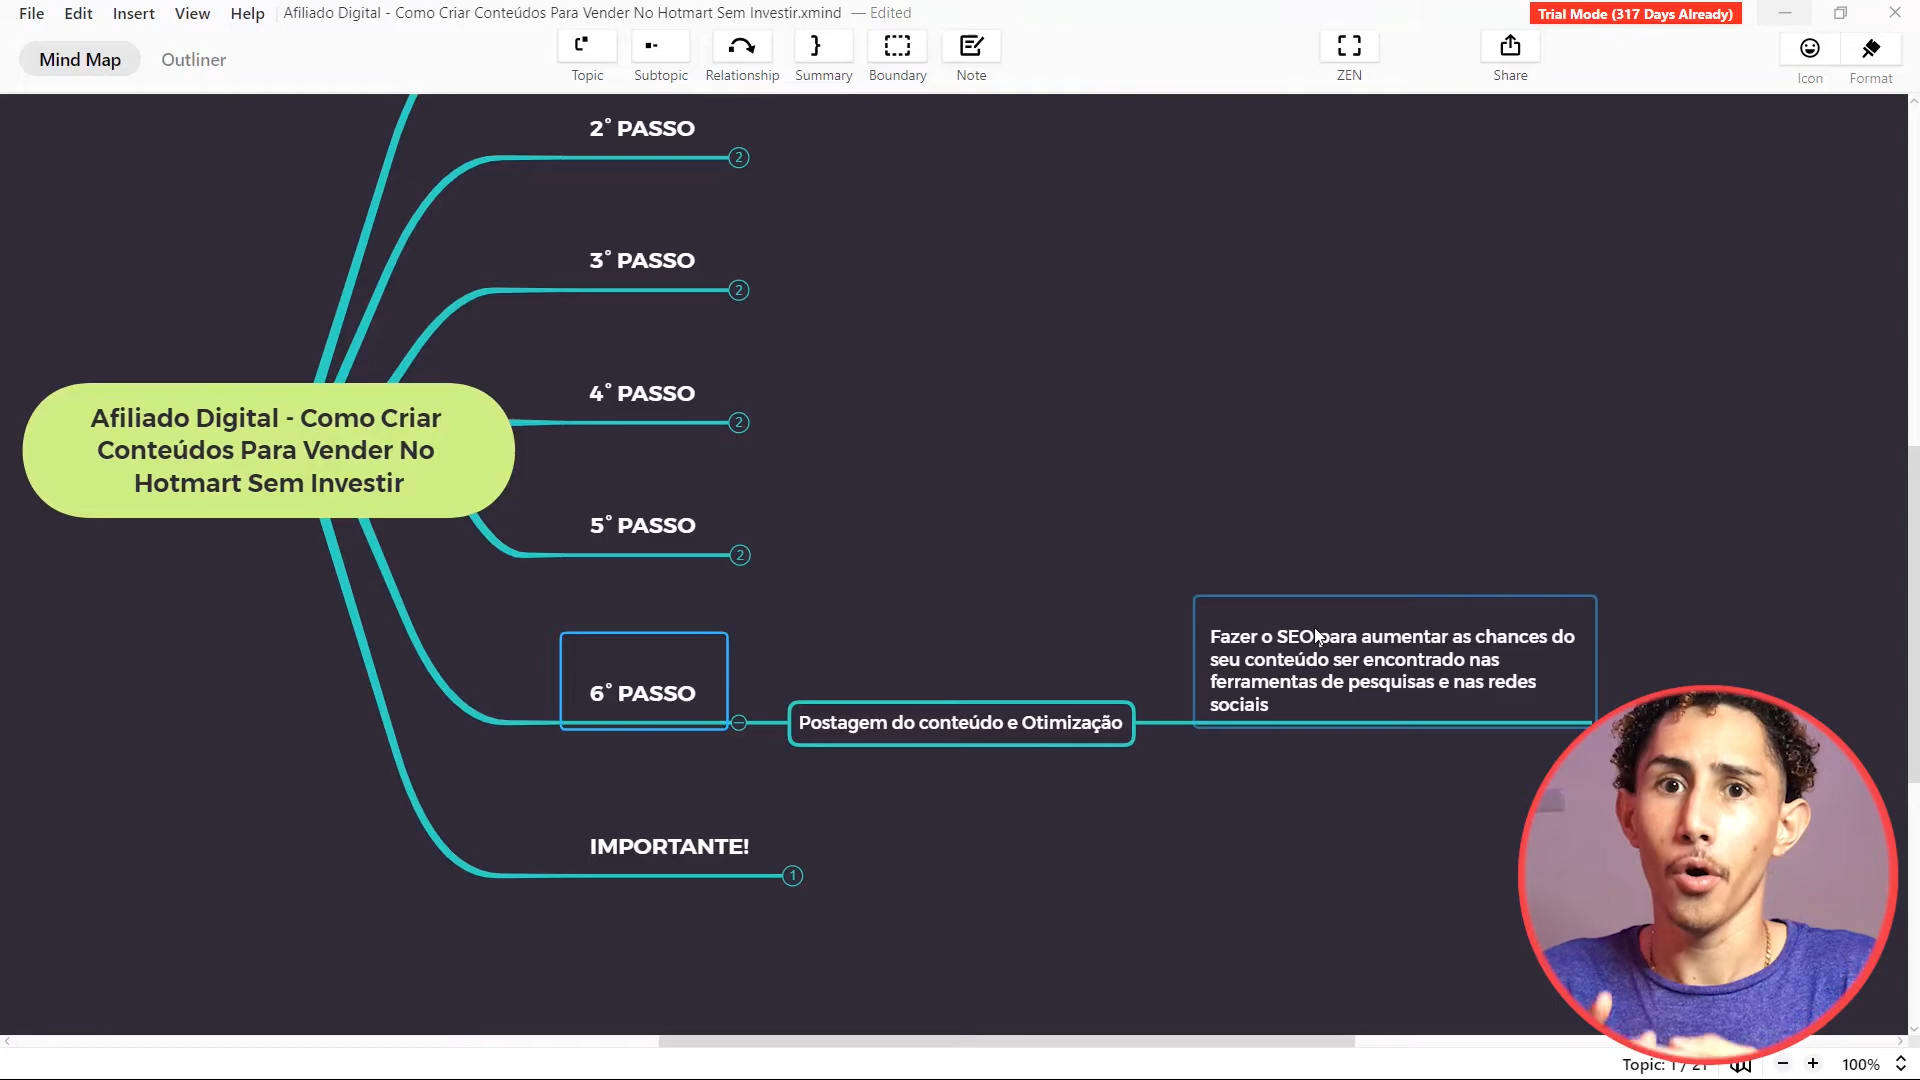 File Edit Insert View Help Afiliado Digital - Como Criar Conteúdos Para Vender No Hotmart Sem Investir.xmind — Edited
Trial Mode (317 Days Already)
Mind Map Outliner
Topic Subtopic Relationship Summary Boundary Note ZEN Share Icon Format
2° PASSO
2
3° PASSO
2
4° PASSO
2
Afiliado Digital - Como Criar
Conteúdos Para Vender No
Hotmart Sem Investir
5° PASSO
2
6° PASSO
Postagem do conteúdo e Otimização
Fazer o SEO para aumentar as chances do
seu conteúdo ser encontrado nas
ferramentas de pesquisas e nas redes
sociais
IMPORTANTE!
1
Topic: 1 / 21
100%